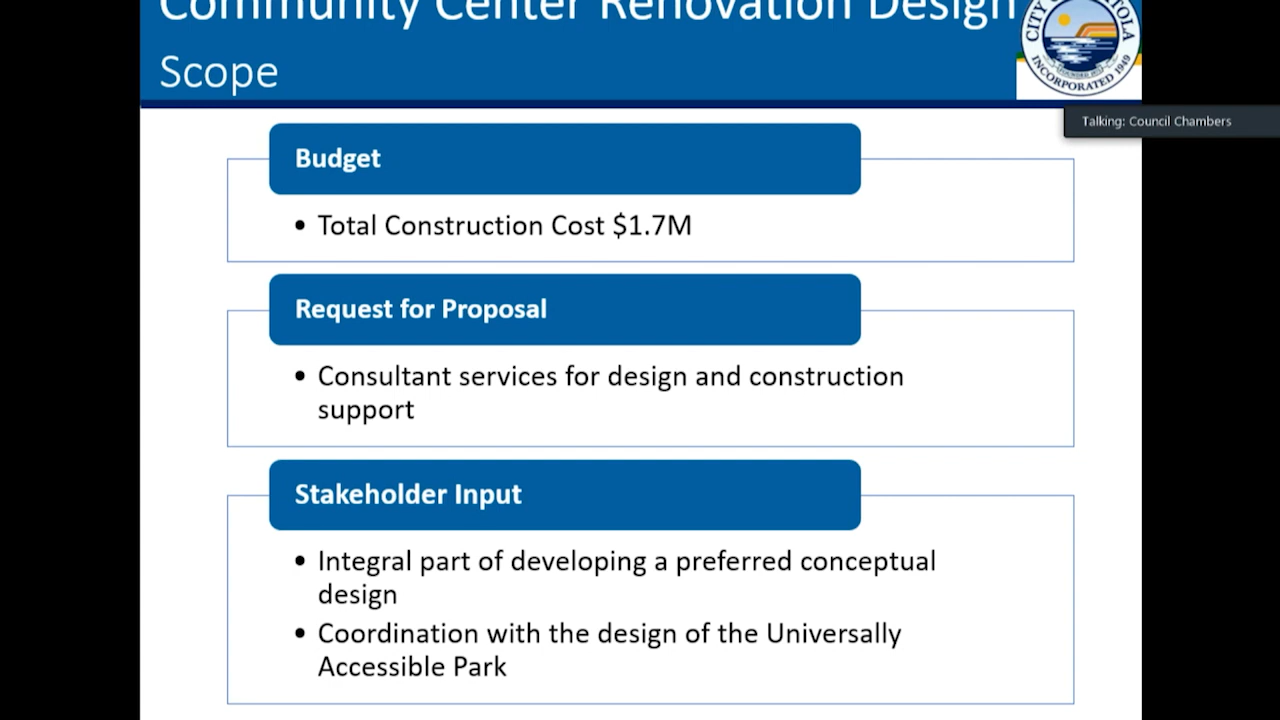 Community Center Renovation Design
Scope
CITY
TOLA
INCORPORATED 1949
Talking: Council Chambers
Budget
• Total Construction Cost $1.7M
Request for Proposal
• Consultant services for design and construction
support
Stakeholder Input
• Integral part of developing a preferred conceptual
design
• Coordination with the design of the Universally
Accessible Park